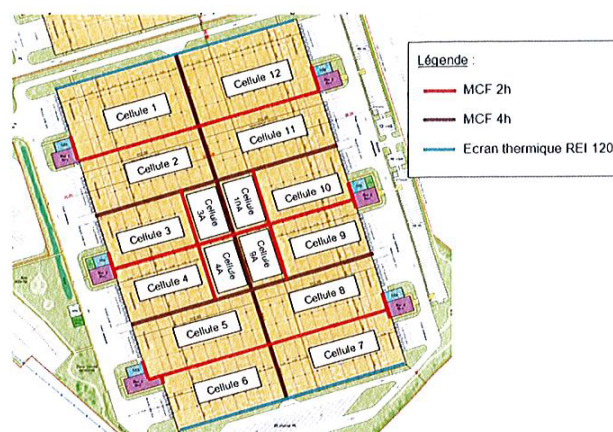 Légende :
MCF 2h
MCF 4h
Ecran thermique REI 120
Cellule 12
Cellule 1
Cellule 11
Cellule 2
Cellule 10
Cellule
3A
Cellule
10A
Cellule 3
Cellule 9
Cellule
4A
Cellule
9A
Cellule 4
Cellule 8
Cellule 5
Cellule 7
Cellule 6